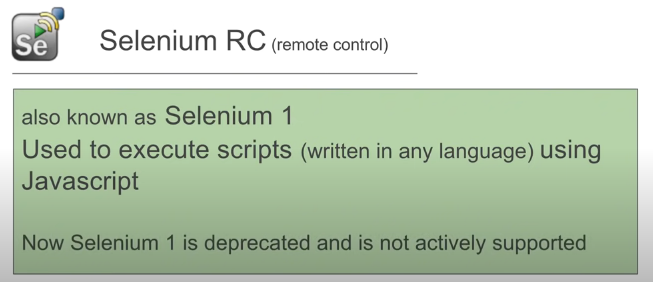 Se
Selenium RC (remote control)
also known as Selenium 1
Used to execute scripts (written in any language) using
Javascript
Now Selenium 1 is deprecated and is not actively supported